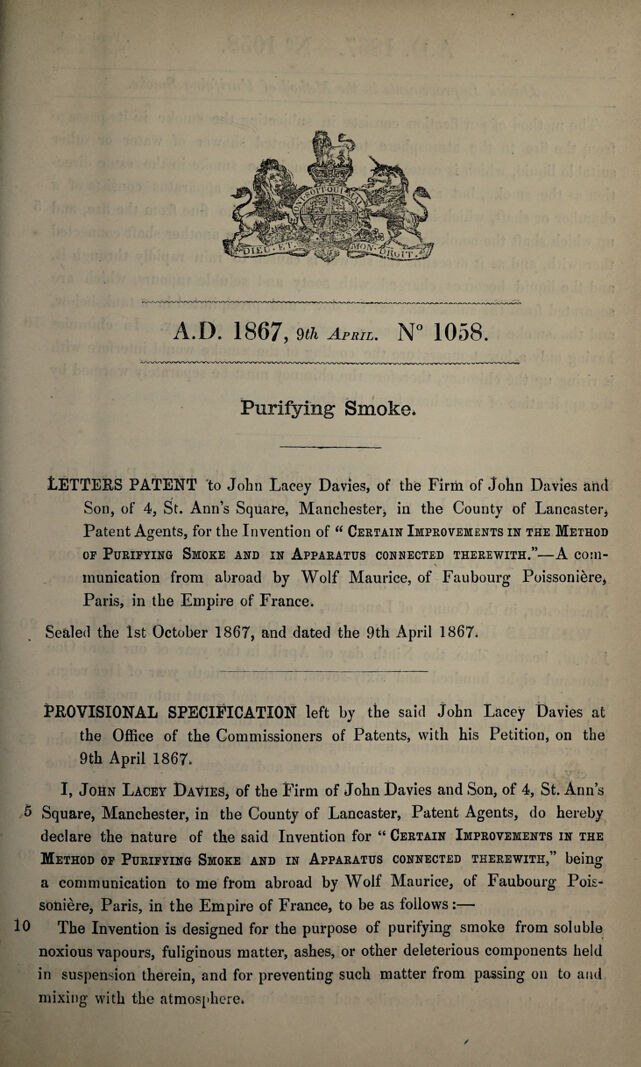 DIEU · ET · MON · DROIT ·
A.D. 1867, 9th April. Nº 1058.
Purifying Smoke.
LETTERS PATENT to John Lacey Davies, of the Firm of John Davies and
Son, of 4, St. Ann's Square, Manchester, in the County of Lancaster,
Patent Agents, for the Invention of “ Certain Improvements in the Method
of Purifying Smoke and in Apparatus connected therewith.”—A com-
munication from abroad by Wolf Maurice, of Faubourg Poissonière,
Paris, in the Empire of France.
Sealed the 1st October 1867, and dated the 9th April 1867.
PROVISIONAL SPECIFICATION left by the said John Lacey Davies at
the Office of the Commissioners of Patents, with his Petition, on the
9th April 1867.
I, John Lacey Davies, of the Firm of John Davies and Son, of 4, St. Ann's
5 Square, Manchester, in the County of Lancaster, Patent Agents, do hereby
declare the nature of the said Invention for “ Certain Improvements in the
Method of Purifying Smoke and in Apparatus connected therewith,” being
a communication to me from abroad by Wolf Maurice, of Faubourg Pois-
sonière, Paris, in the Empire of France, to be as follows:—
10 The Invention is designed for the purpose of purifying smoke from soluble
noxious vapours, fuliginous matter, ashes, or other deleterious components held
in suspension therein, and for preventing such matter from passing on to and
mixing with the atmosphere.